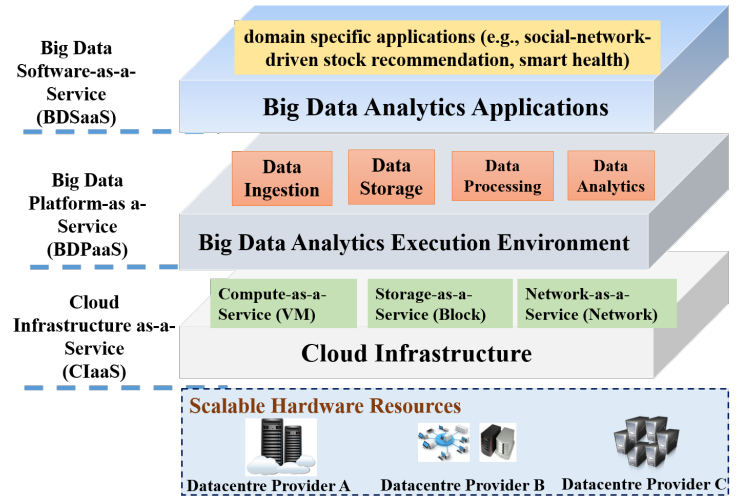 Big Data
Software-as-a-
Service
(BDSaaS)
domain specific applications (e.g., social-network-
driven stock recommendation, smart health)
Big Data Analytics Applications
Big Data
Platform-as a-
Service
(BDPaaS)
Data
Ingestion
Data
Storage
Data
Processing
Data
Analytics
Big Data Analytics Execution Environment
Cloud
Infrastructure as-a-
Service
(CIaaS)
Compute-as-a-
Service (VM)
Storage-as-a-
Service (Block)
Network-as-a-
Service (Network)
Cloud Infrastructure
Scalable Hardware Resources
Datacentre Provider A
Datacentre Provider B
Datacentre Provider C